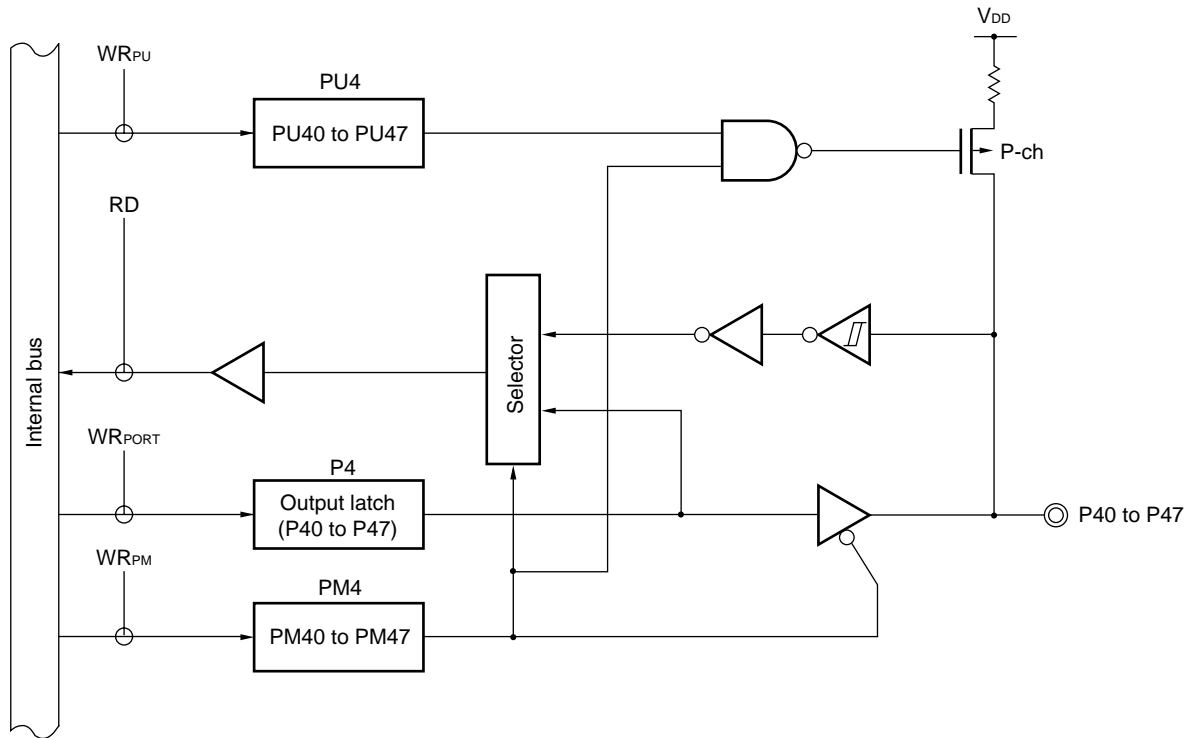 VDD
WRPU
PU4
PU40 to PU47
P-ch
RD
Internal bus
Selector
WRPORT
P4
Output latch
(P40 to P47)
P40 to P47
WRPM
PM4
PM40 to PM47